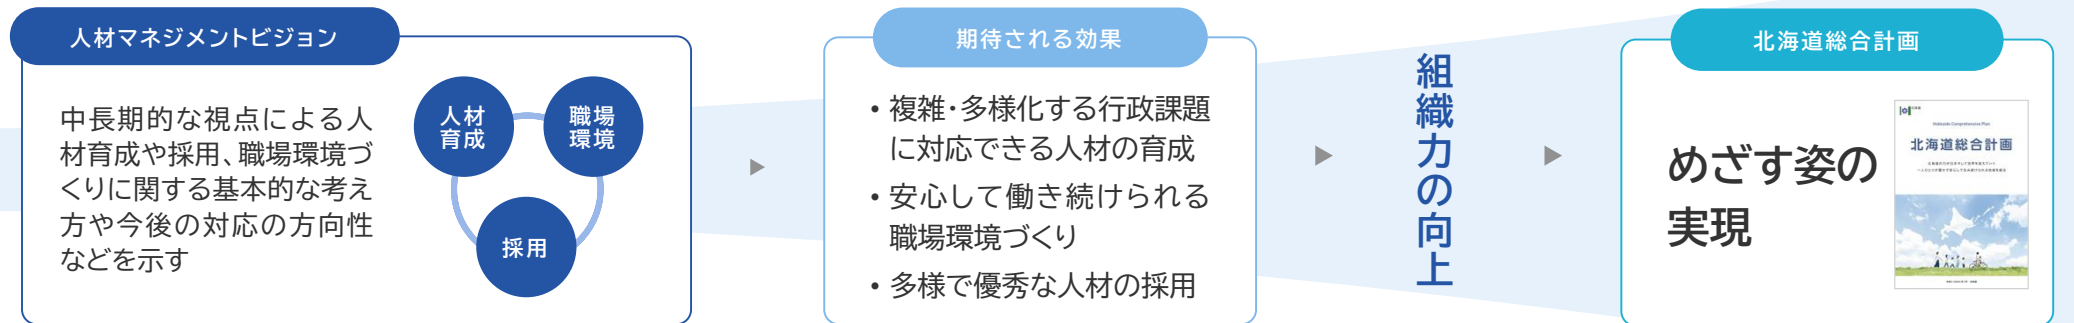 人材マネジメントビジョン
中長期的な視点による人
材育成や採用、職場環境づ
くりに関する基本的な考え
方や今後の対応の方向性
などを示す
人材
育成
職場
環境
採用
期待される効果
・複雑・多様化する行政課題
に対応できる人材の育成
・安心して働き続けられる
職場環境づくり
・多様で優秀な人材の採用
組織力の向上
北海道総合計画
めざす姿の
実現
Hokkaido Comprehensive Plan
北海道総合計画